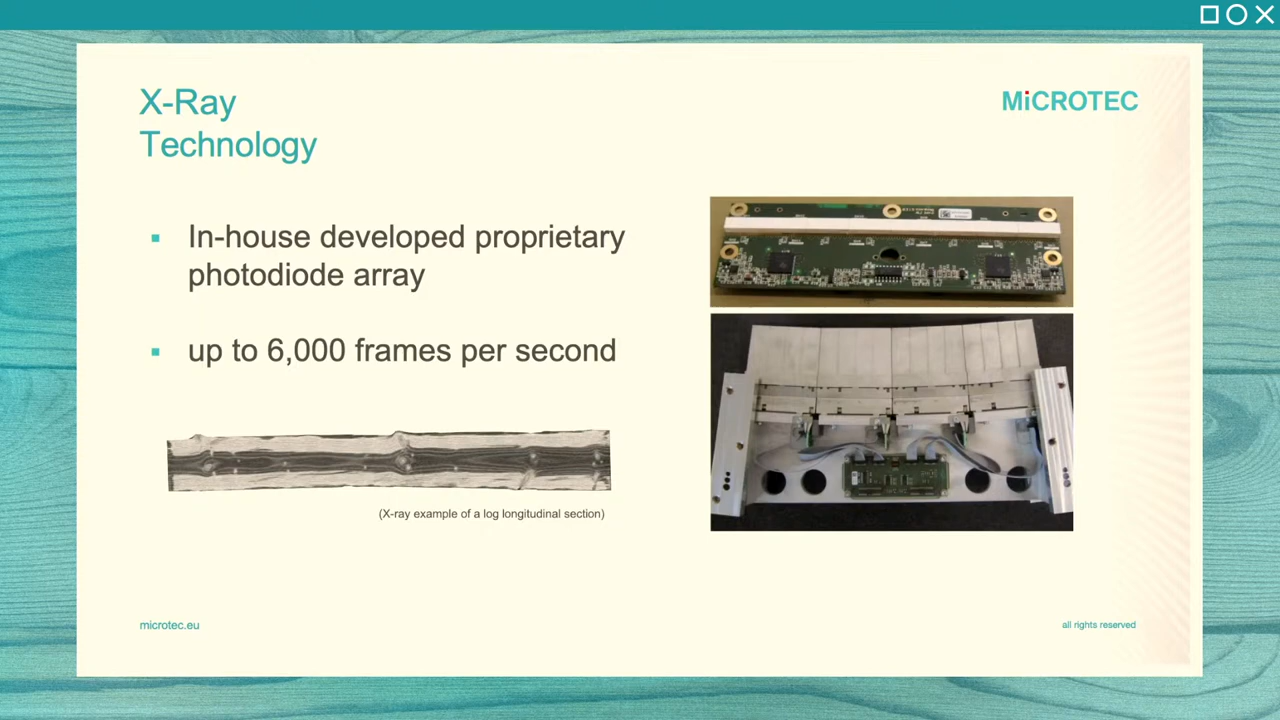 X-Ray
Technology
MiCROTEC
In-house developed proprietary
photodiode array
up to 6,000 frames per second
(X-ray example of a log longitudinal section)
microtec.eu
all rights reserved